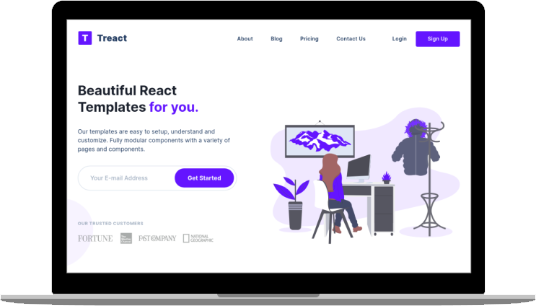 T Treact
About Blog Pricing Contact Us Login Sign Up
Beautiful React
Templates for you.
Our templates are easy to setup, understand and
customize. Fully modular components with a variety of
pages and components.
Your E-mail Address Get Started
OUR TRUSTED CUSTOMERS
FORTUNE FAST COMPANY NATIONAL
GEOGRAPHIC